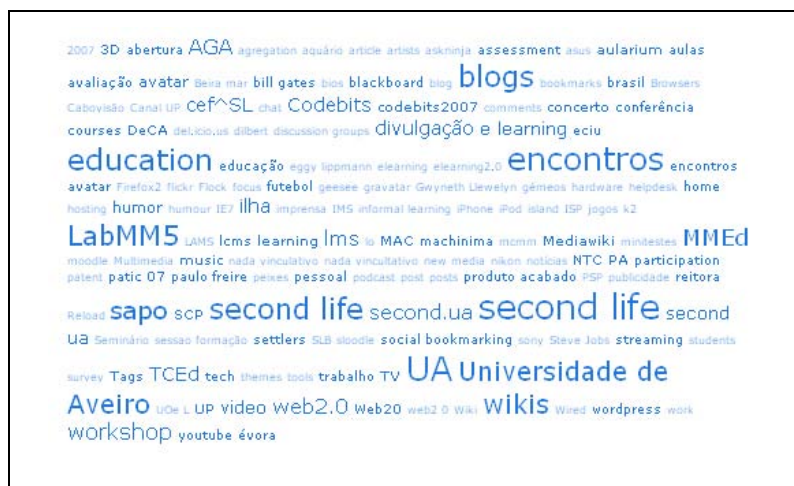 2007 3D abertura AGA agregation aquário article artists askninja assessment asus aularium aulas
avaliação avatar Beira mar bill gates bios blackboard blog blogs bookmarks brasil Browsers
Cabovisão Canal UP cef^SL chat Codebits codebits2007 comments concerto conferência
courses DeCA del.icio.us dilbert discussion groups divulgação e learning eciu
education educação eggy lippmann elearning elearning2.0 encontros encontros
avatar Firefox2 flickr Flock focus futebol geesee gravatar Gwyneth Llewelyn gémeos hardware helpdesk home
hosting humor humour IE7 ilha imprensa IMS informal learning iPhone iPod island ISP jogos k2
LabMM5 LAMS lcms learning lms lo MAC machinima mcmm Mediawiki minitestes MMEd
moodle Multimedia music nada vinculativo nada vincultativo new media nikon notícias NTC PA participation
patent patic 07 paulo freire peixes pessoal podcast post posts produto acabado PSP publicidade reitora
Reload sapo SCP second life second.ua second life second
ua Seminário sessao formação settlers SLB sloodle social bookmarking sony Steve Jobs streaming students
survey Tags TCEd tech themes tools trabalho TV UA Universidade de
Aveiro UOe L UP video web2.0 Web20 web2 0 Wiki wikis Wired wordpress work
workshop youtube évora